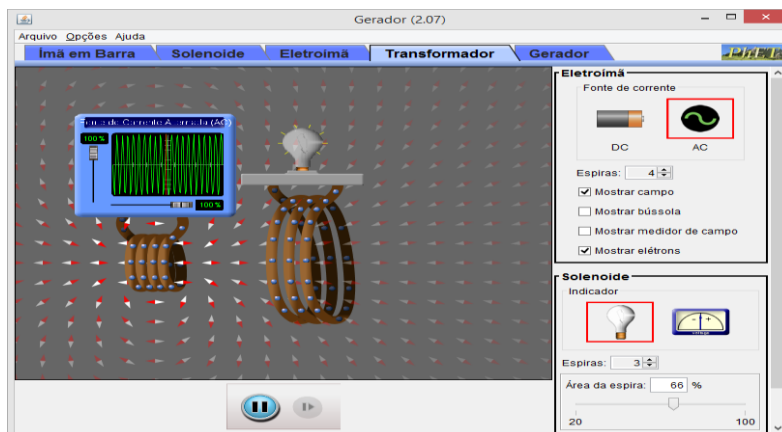 Gerador (2.07)
Arquivo Opções Ajuda
Ímã em Barra
Solenoide
Eletroimã
Transformador
Gerador
Fonte de Corrente Alternada (AC)
100%
100%
Eletroimã
Fonte de corrente
DC
AC
Espiras: 4
Mostrar campo
Mostrar bússola
Mostrar medidor de campo
Mostrar elétrons
Solenoide
Indicador
Espiras: 3
Área da espira: 66 %
20
100